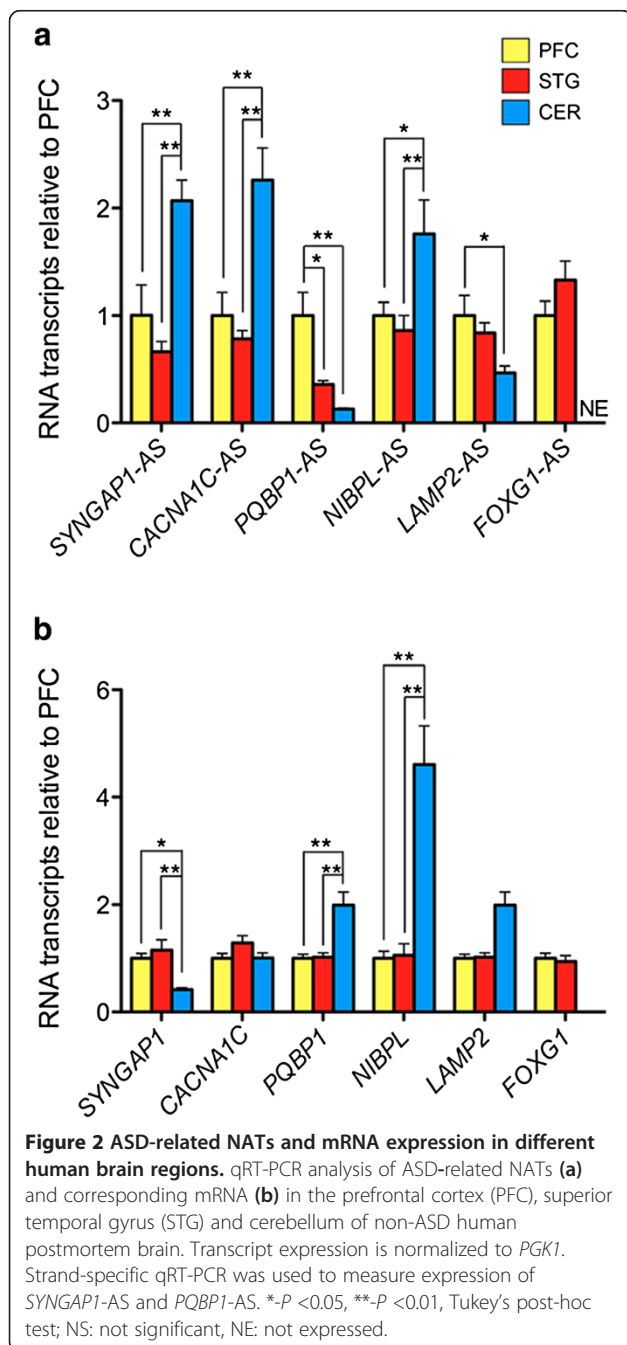 a
PFC
STG
CER
RNA transcripts relative to PFC
3
2
1
0
** ** ** ** ** * * ** * NE
SYNGAP1-AS CACNA1C-AS PQBP1-AS NIBPL-AS LAMP2-AS FOXG1-AS
b
RNA transcripts relative to PFC
6
4
2
0
* ** ** ** ** **
SYNGAP1 CACNA1C PQBP1 NIBPL LAMP2 FOXG1
Figure 2 ASD-related NATs and mRNA expression in different
human brain regions. qRT-PCR analysis of ASD-related NATs (a)
and corresponding mRNA (b) in the prefrontal cortex (PFC), superior
temporal gyrus (STG) and cerebellum of non-ASD human
postmortem brain. Transcript expression is normalized to PGK1.
Strand-specific qRT-PCR was used to measure expression of
SYNGAP1-AS and PQBP1-AS. *-P <0.05, **-P <0.01, Tukey's post-hoc
test; NS: not significant, NE: not expressed.